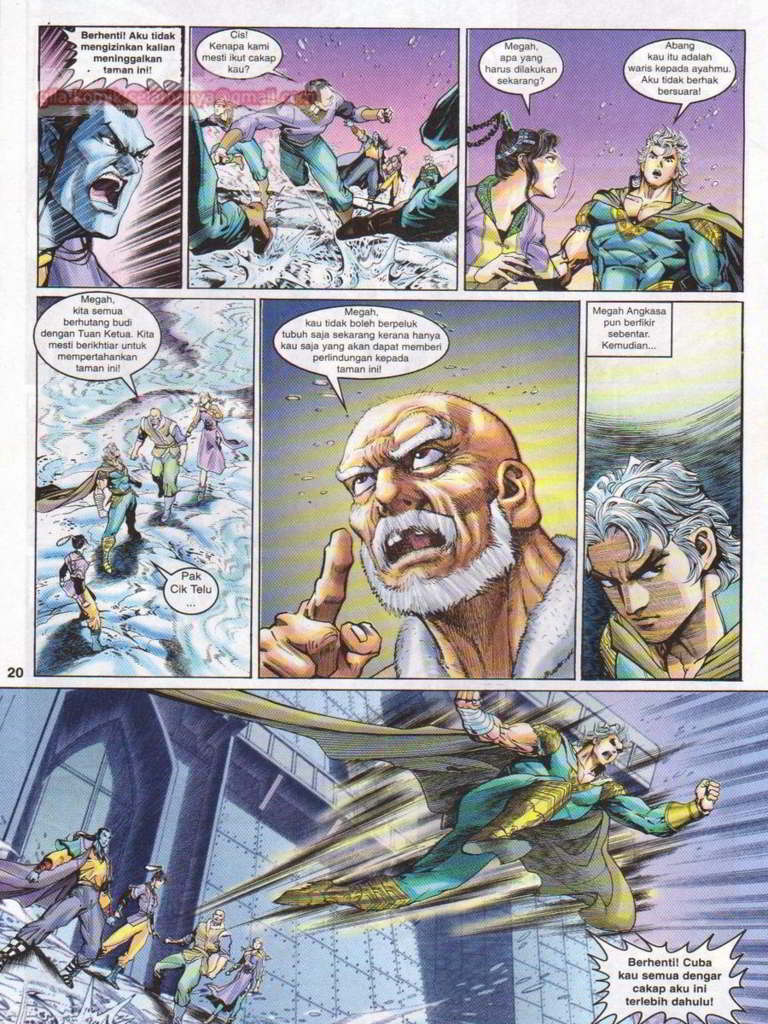 Berhenti! Aku tidak
mengizinkan kalian
meninggalkan
taman ini!
Cis!
Kenapa kami
mesti ikut cakap
kau?
Megah,
apa yang
harus dilakukan
sekarang?
Abang
kau itu adalah
waris kepada ayahmu.
Aku tidak berhak
bersuara!
Megah,
kita semua
berhutang budi
dengan Tuan Ketua. Kita
mesti berikhtiar untuk
mempertahankan
taman ini!
Pak
Cik Telu
...
Megah,
kau tidak boleh berpeluk
tubuh saja sekarang kerana hanya
kau saja yang akan dapat memberi
perlindungan kepada
taman ini!
Megah Angkasa
pun berfikir
sebentar.
Kemudian...
20
Berhenti! Cuba
kau semua dengar
cakap aku ini
terlebih dahulu!